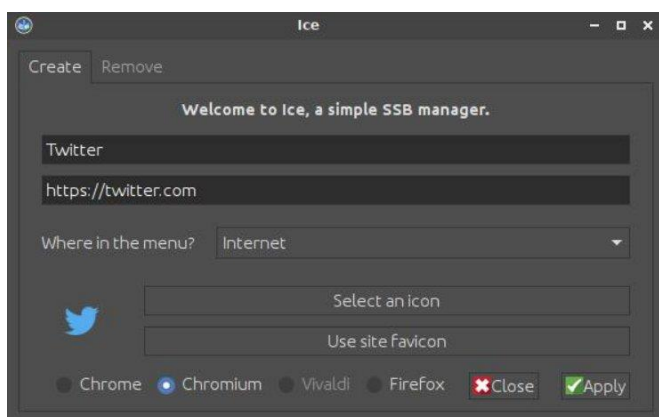 Ice
Create Remove
Welcome to Ice, a simple SSB manager.
Twitter
https://twitter.com
Where in the menu? Internet
Select an icon
Use site favicon
Chrome Chromium Vivaldi Firefox Close Apply